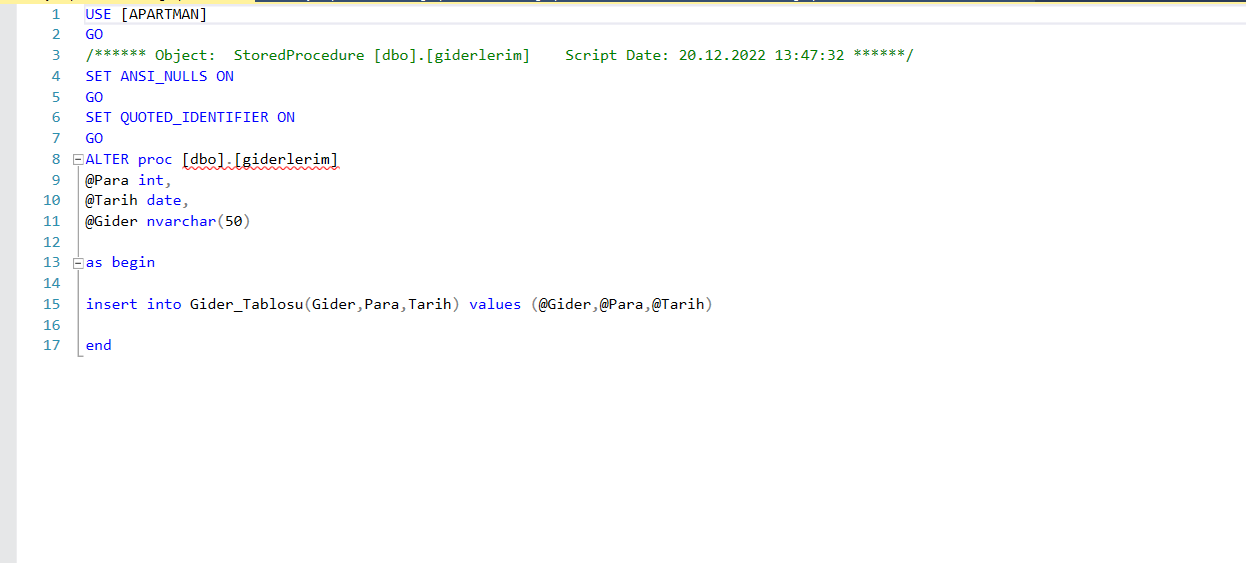 1 USE [APARTMAN]
2 GO
3 /****** Object:  StoredProcedure [dbo].[giderlerim]    Script Date: 20.12.2022 13:47:32 ******/
4 SET ANSI_NULLS ON
5 GO
6 SET QUOTED_IDENTIFIER ON
7 GO
8 ALTER proc [dbo].[giderlerim]
9 @Para int,
10 @Tarih date,
11 @Gider nvarchar(50)
12
13 as begin
14
15 insert into Gider_Tablosu(Gider,Para,Tarih) values (@Gider,@Para,@Tarih)
16
17 end